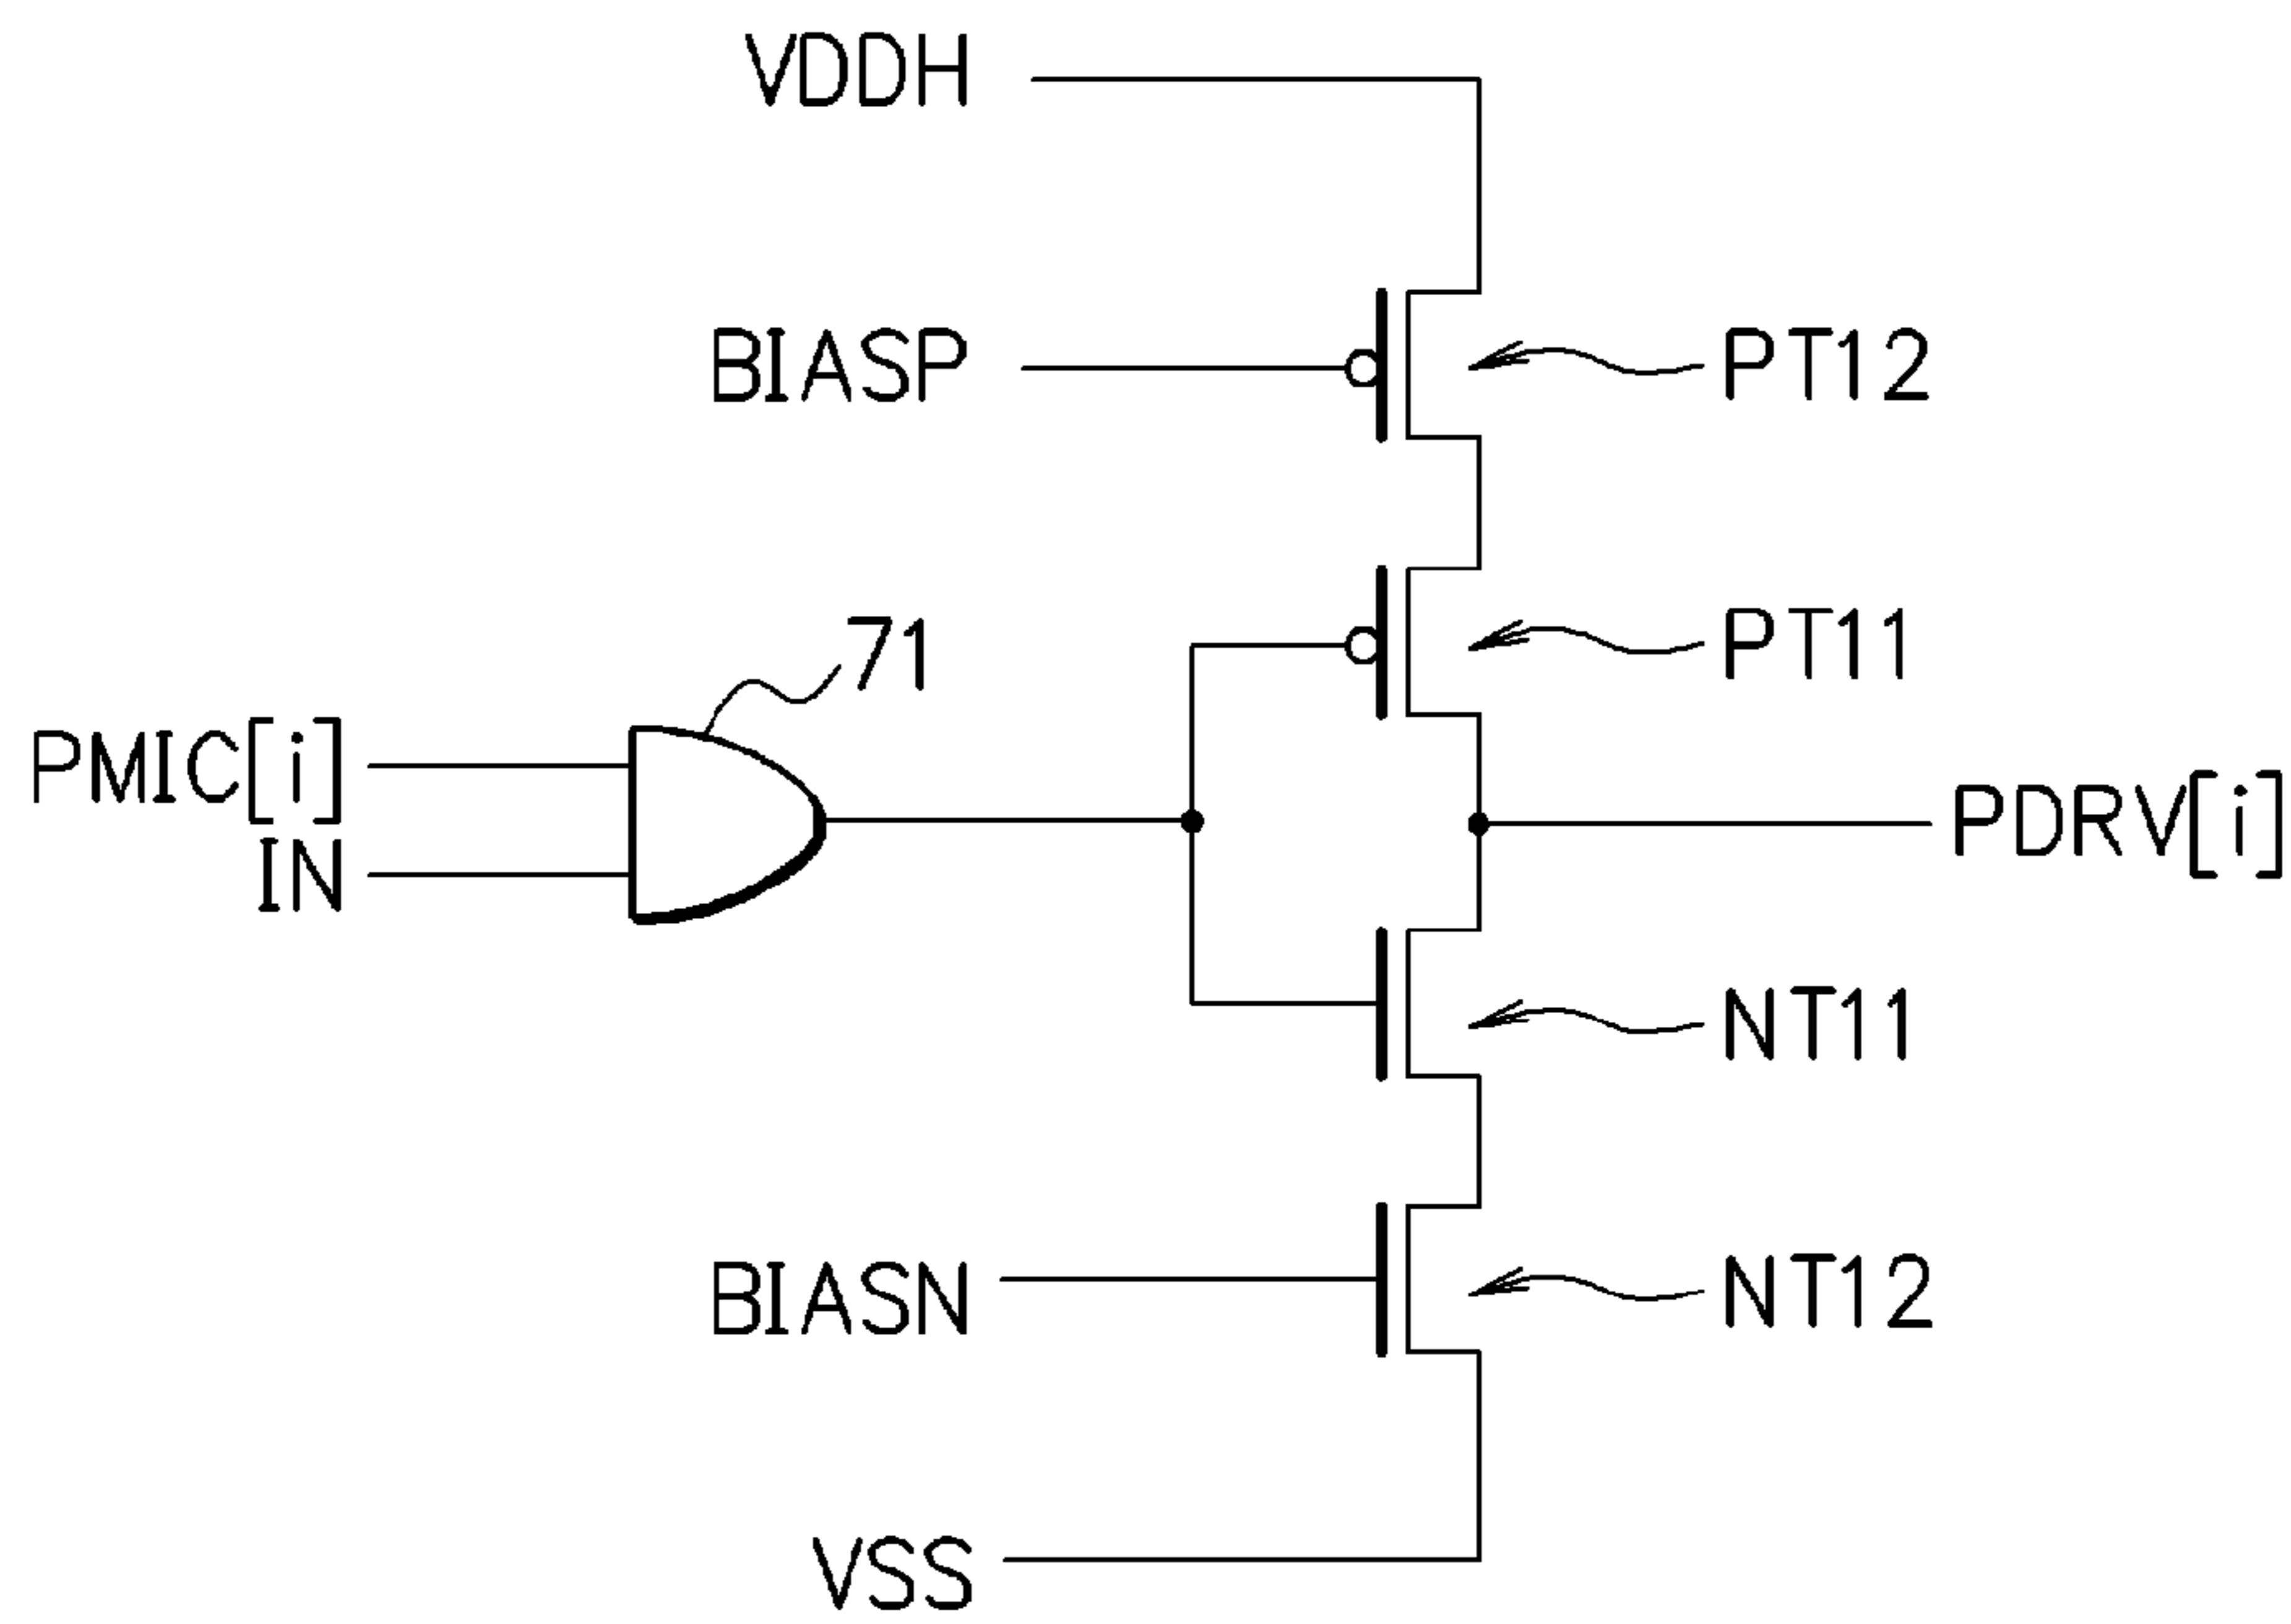 VDDH
BIASP
PT12
71
PT11
PMIC[i]
IN
PDRV[i]
NT11
BIASN
NT12
VSS